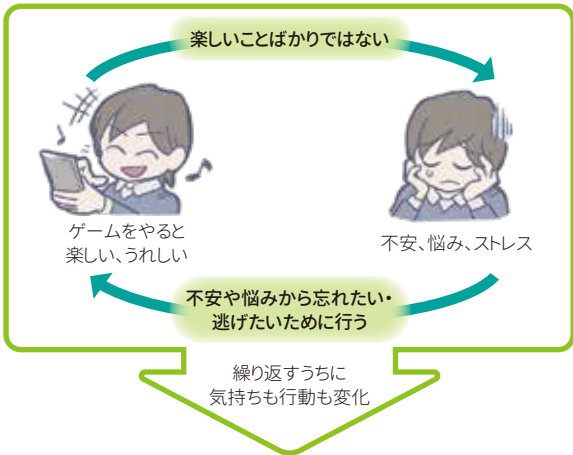 楽しいことばかりではない
ゲームをやると
楽しい、うれしい
不安、悩み、ストレス
不安や悩みから忘れたい・
逃げたいために行う
繰り返すうちに
気持ちも行動も変化